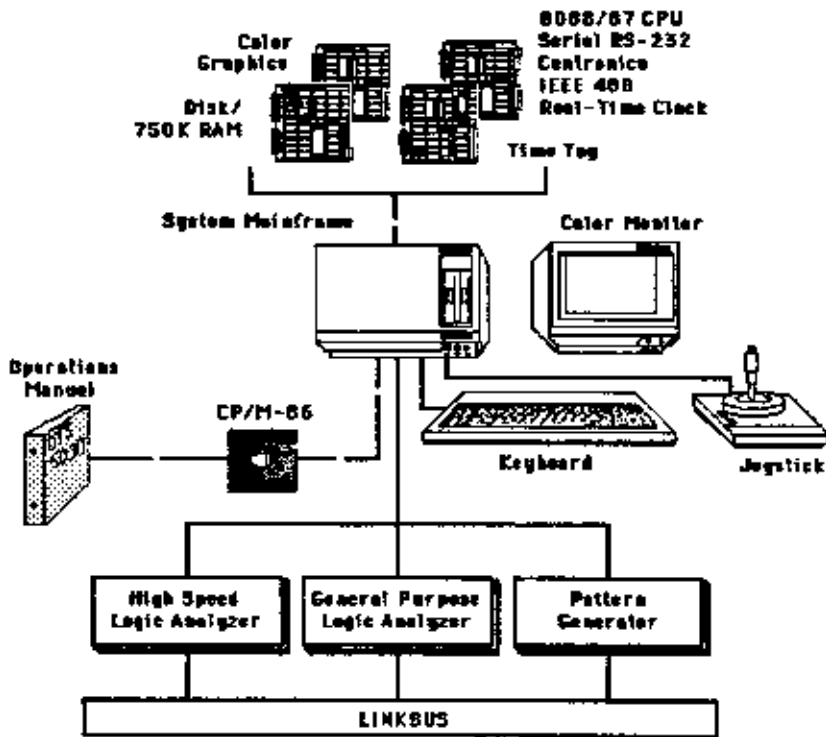 Color
Graphics
8088/87 CPU
Serial RS-232
Centronics
IEEE 488
Real-Time Clock
Disk/
750K RAM
Time Tag
System Mainframe
Color Monitor
Operations
Manual
CP/M-86
Keyboard
Joystick
High Speed
Logic Analyzer
General Purpose
Logic Analyzer
Pattern
Generator
LINKBUS